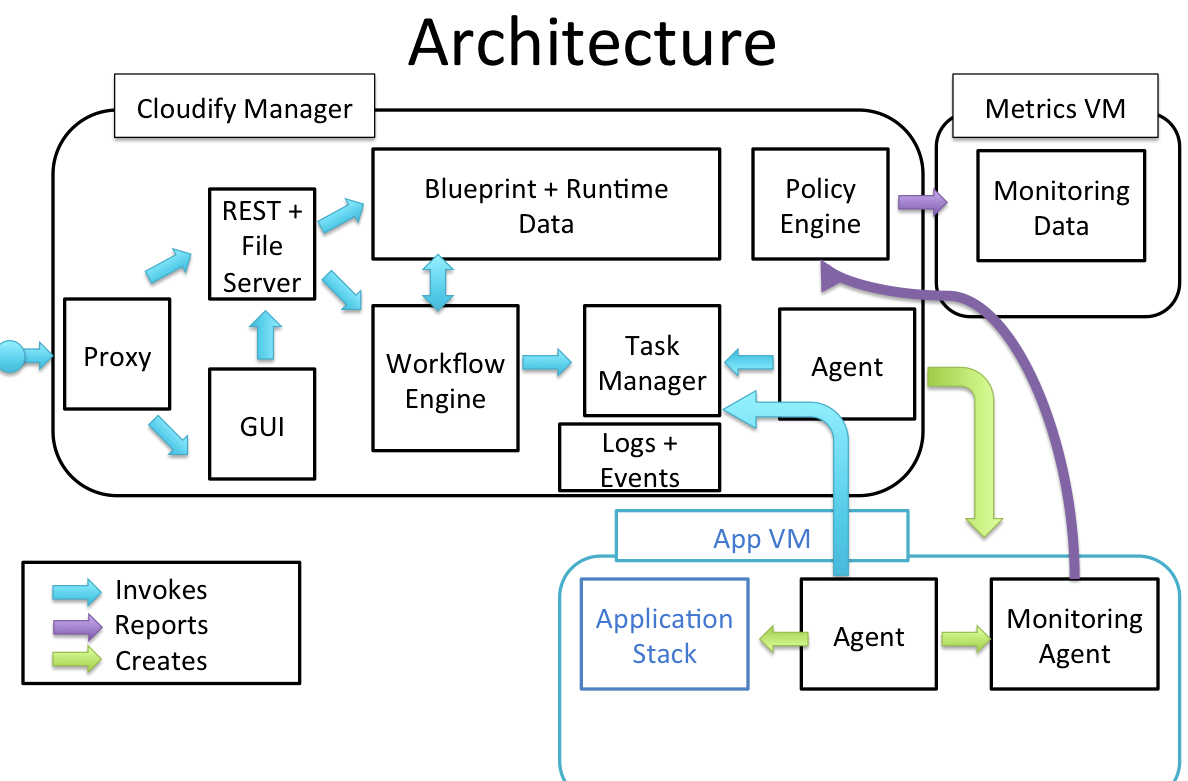 Architecture
Cloudify Manager
Metrics VM
Blueprint + Runtime
Data
Policy
Engine
Monitoring
Data
REST +
File
Server
Proxy
GUI
Workflow
Engine
Task
Manager
Agent
Logs +
Events
App VM
Invokes
Reports
Creates
Application
Stack
Agent
Monitoring
Agent